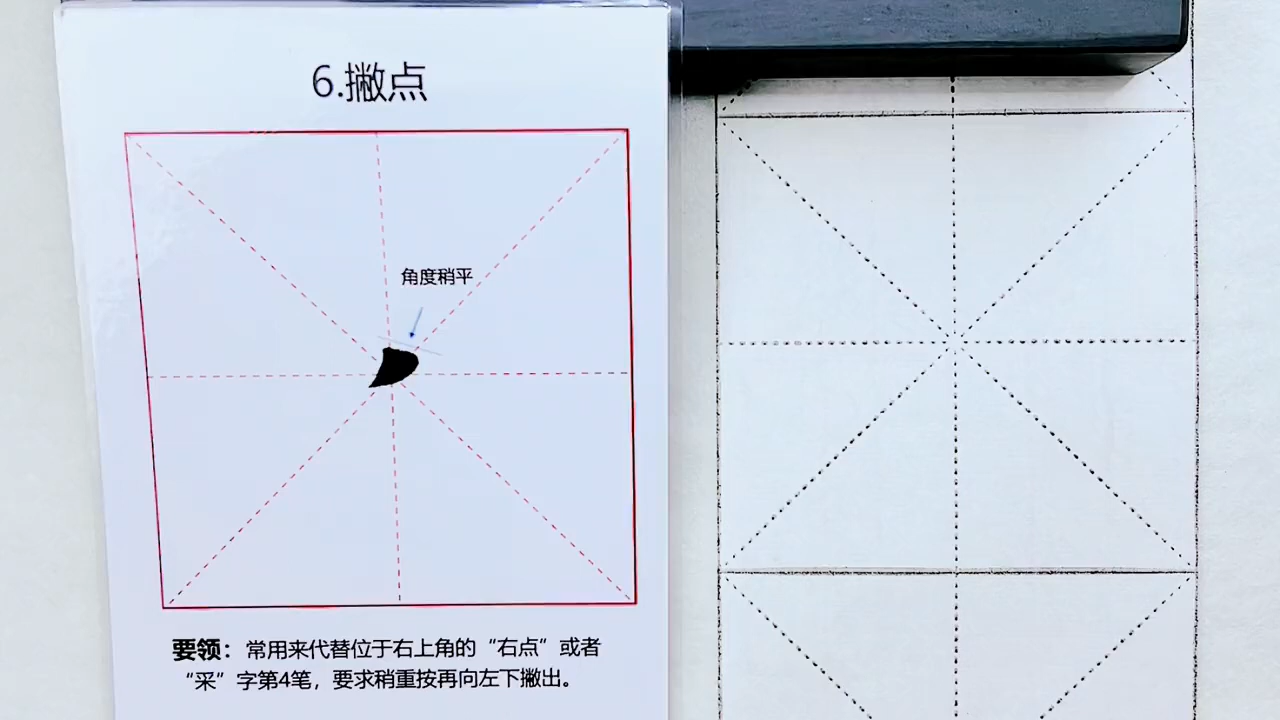 6.撇点
角度稍平
要领：常用来代替位于右上角的“右点”或者
“采”字第4笔，要求稍重按再向左下撇出。